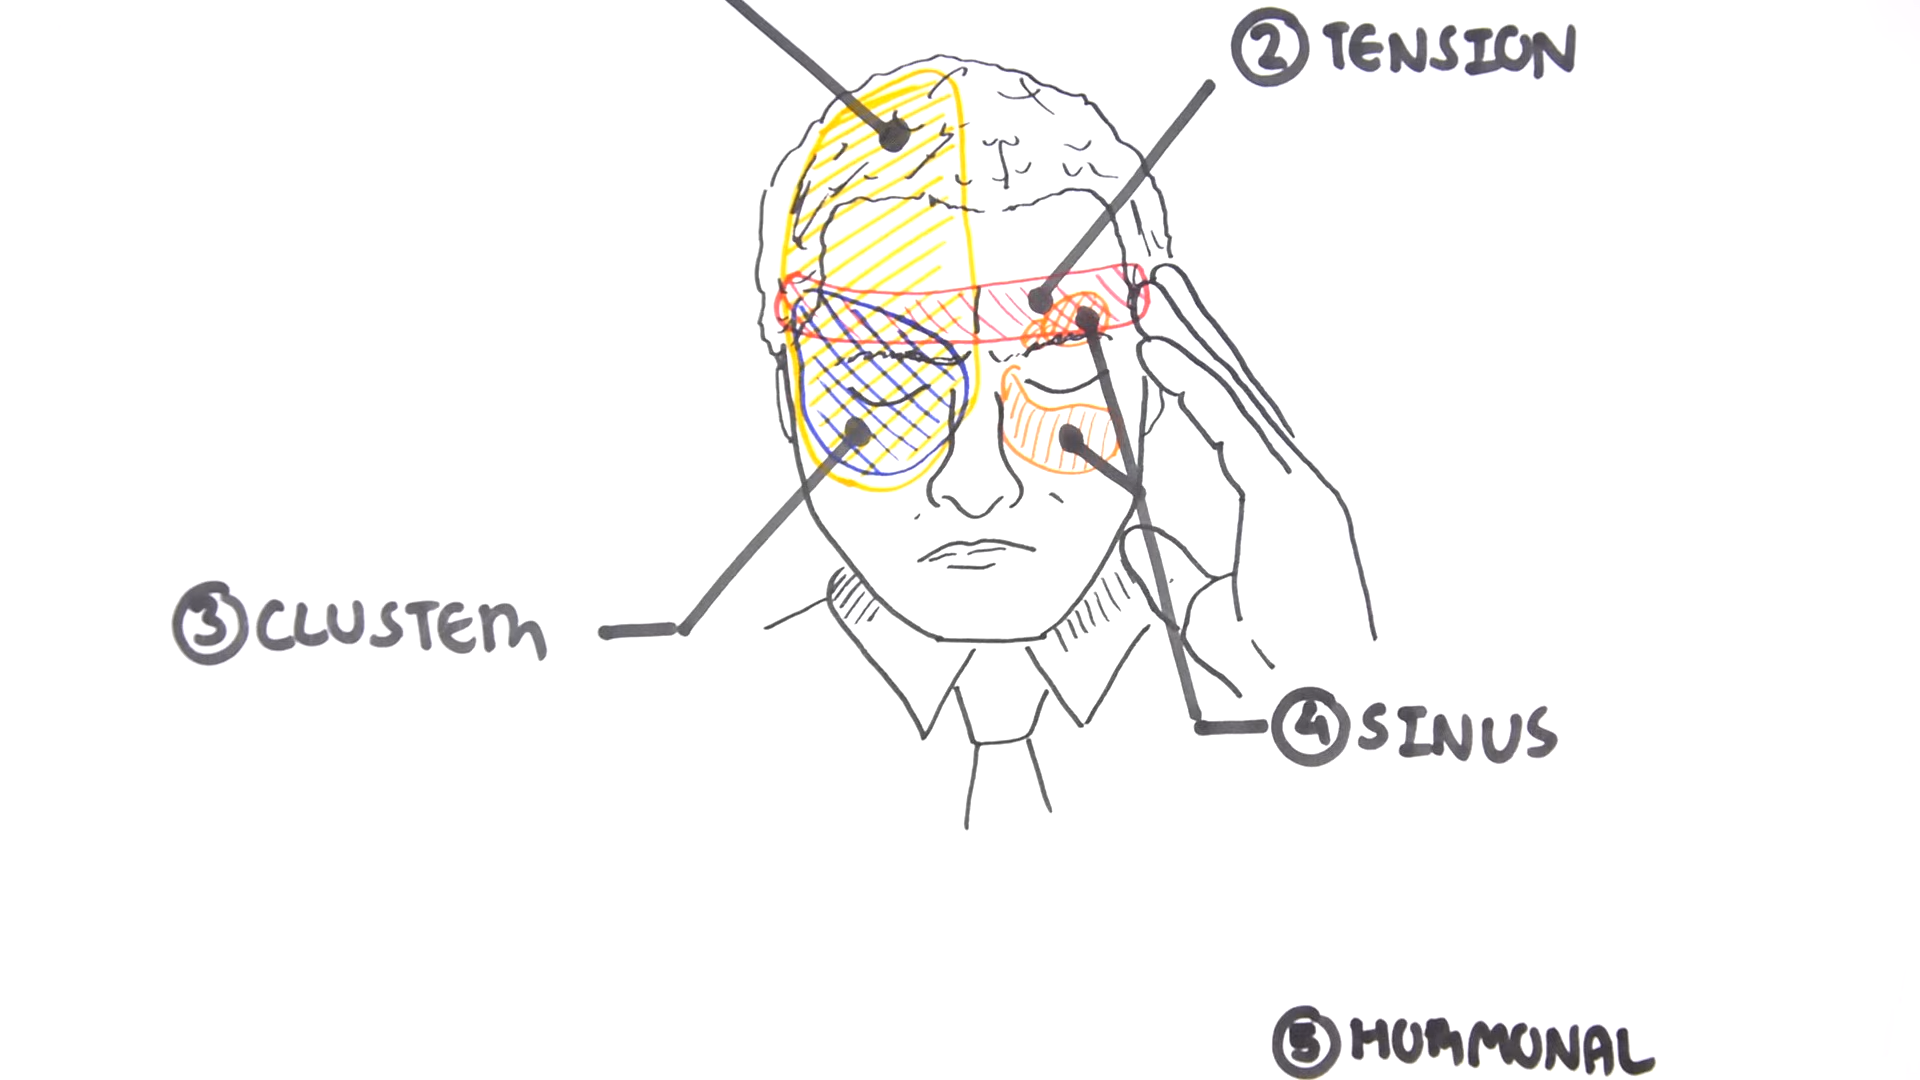 ② TENSION
③ CLUSTER
④ SINUS
⑤ HORMONAL